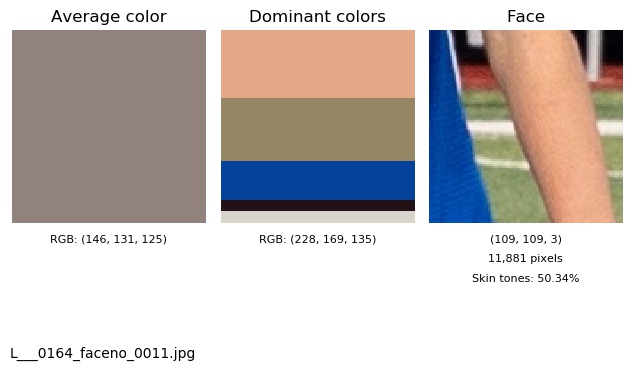 Average color
Dominant colors
Face
RGB: (146, 131, 125)
RGB: (228, 169, 135)
(109, 109, 3)
11,881 pixels
Skin tones: 50.34%
L___0164_faceno_0011.jpg